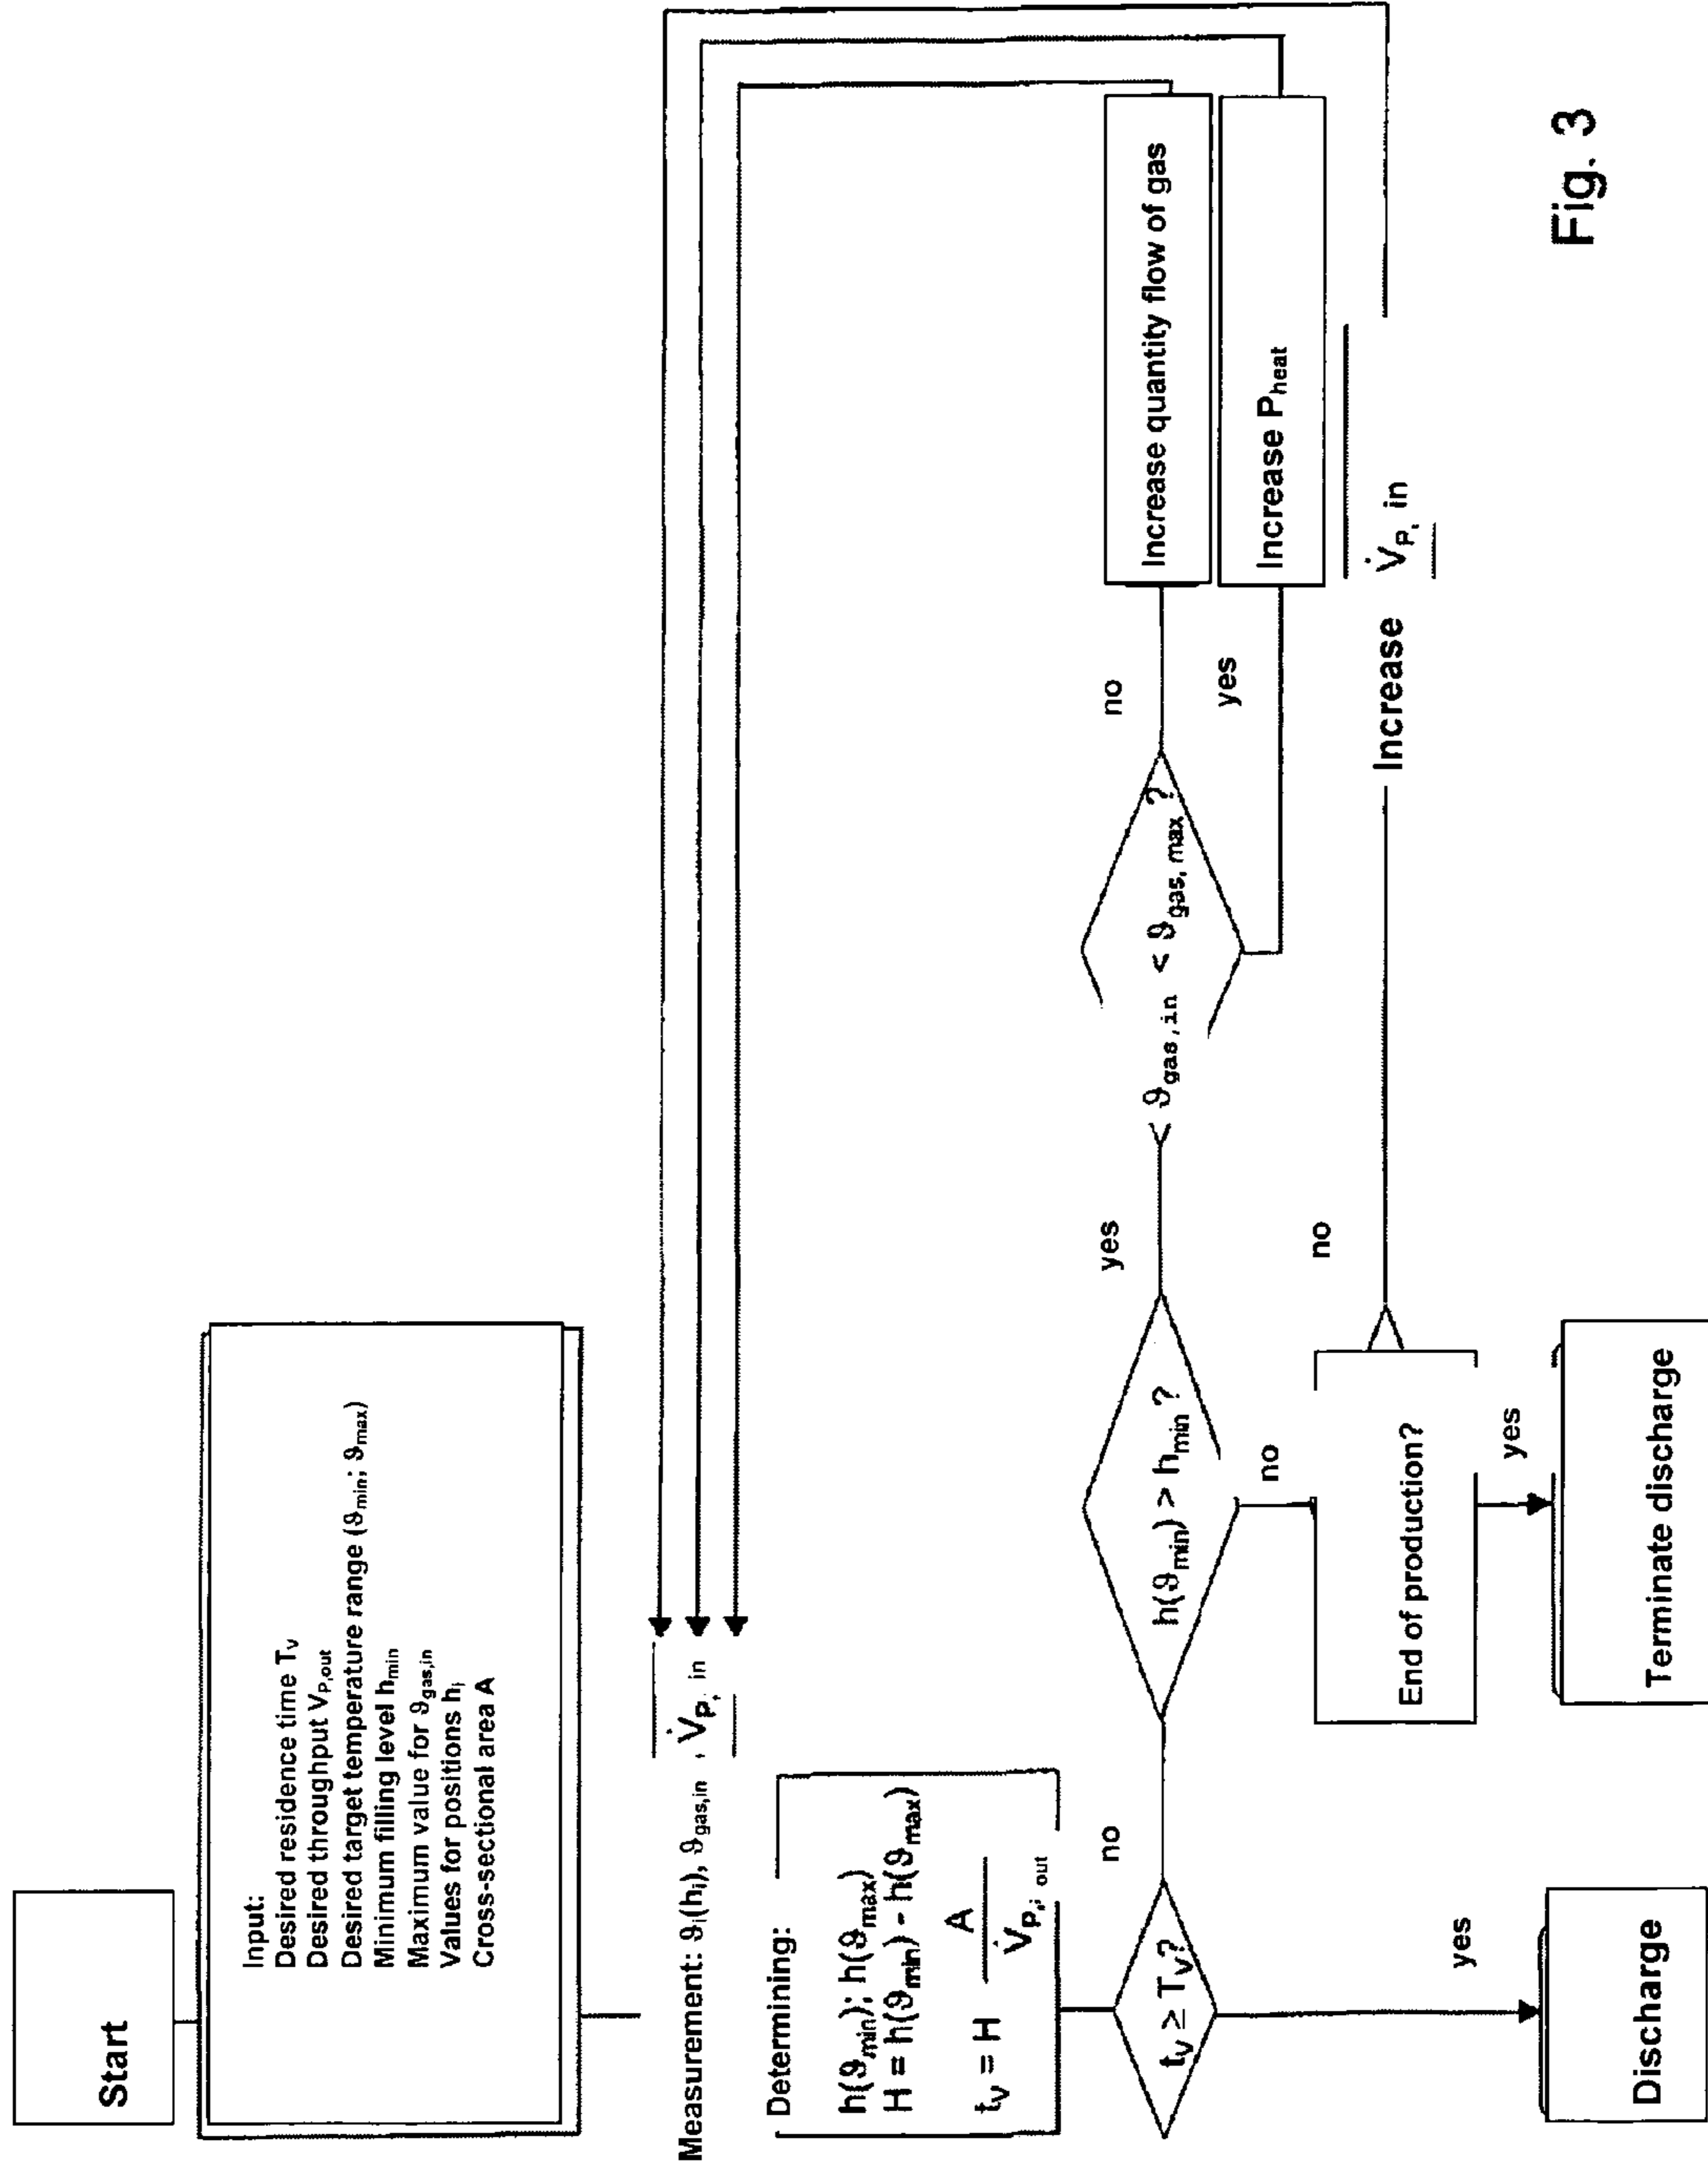 Start
Input:
Desired residence time Tv
Desired throughput VP,out
Desired target temperature range (ϑmin; ϑmax)
Minimum filling level hmin
Maximum value for ϑgas,in
Values for positions hi
Cross-sectional area A
Measurement: ϑi(hi), ϑgas,in , V̇P, in
Determining:
h(ϑmin); h(ϑmax)
H = h(ϑmin) - h(ϑmax)
tv = H A / V̇P, out
tv ≥ Tv?
no
yes
Discharge
h(ϑmin) > hmin ?
yes
no
End of production?
no
yes
Terminate discharge
< ϑgas,in < ϑgas, max ?
no
yes
Increase quantity flow of gas
Increase Pheat
Increase V̇P, in
Fig. 3